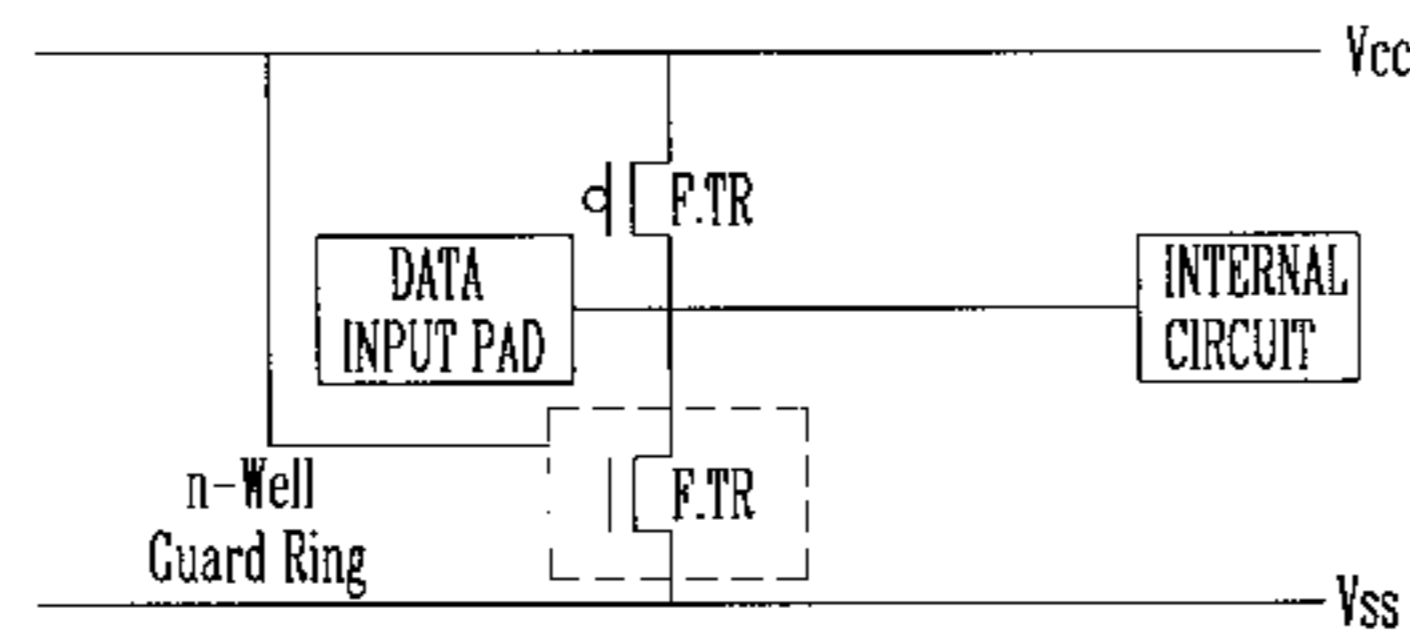 Vcc
F.TR
DATA
INPUT PAD
INTERNAL
CIRCUIT
F.TR
n-Well
Guard Ring
Vss